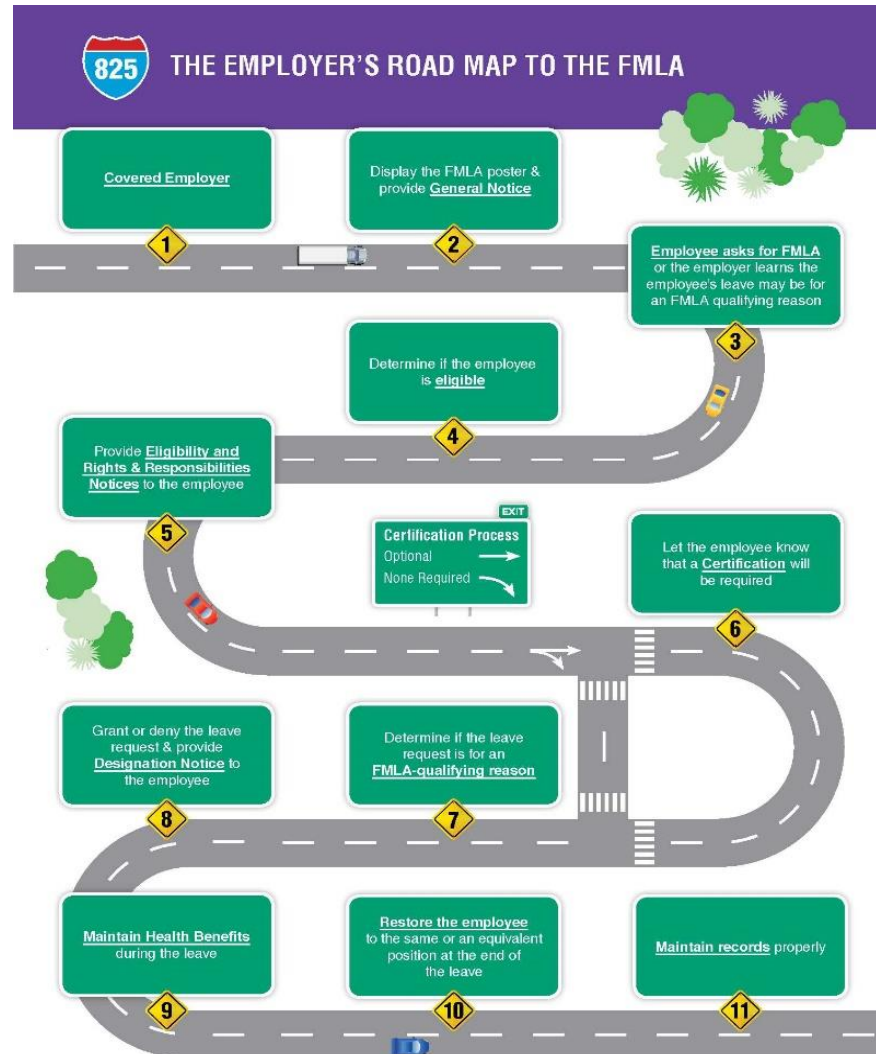 825
THE EMPLOYER'S ROAD MAP TO THE FMLA
Covered Employer
1
Display the FMLA poster &
provide General Notice
2
Employee asks for FMLA
or the employer learns the
employee's leave may be for
an FMLA qualifying reason
3
Determine if the employee
is eligible
4
Provide Eligibility and
Rights & Responsibilities
Notices to the employee
5
EXIT
Certification Process
Optional
None Required
Let the employee know
that a Certification will
be required
6
Determine if the leave
request is for an
FMLA-qualifying reason
7
Grant or deny the leave
request & provide
Designation Notice to
the employee
8
Maintain Health Benefits
during the leave
9
Restore the employee
to the same or an equivalent
position at the end of
the leave
10
Maintain records properly
11